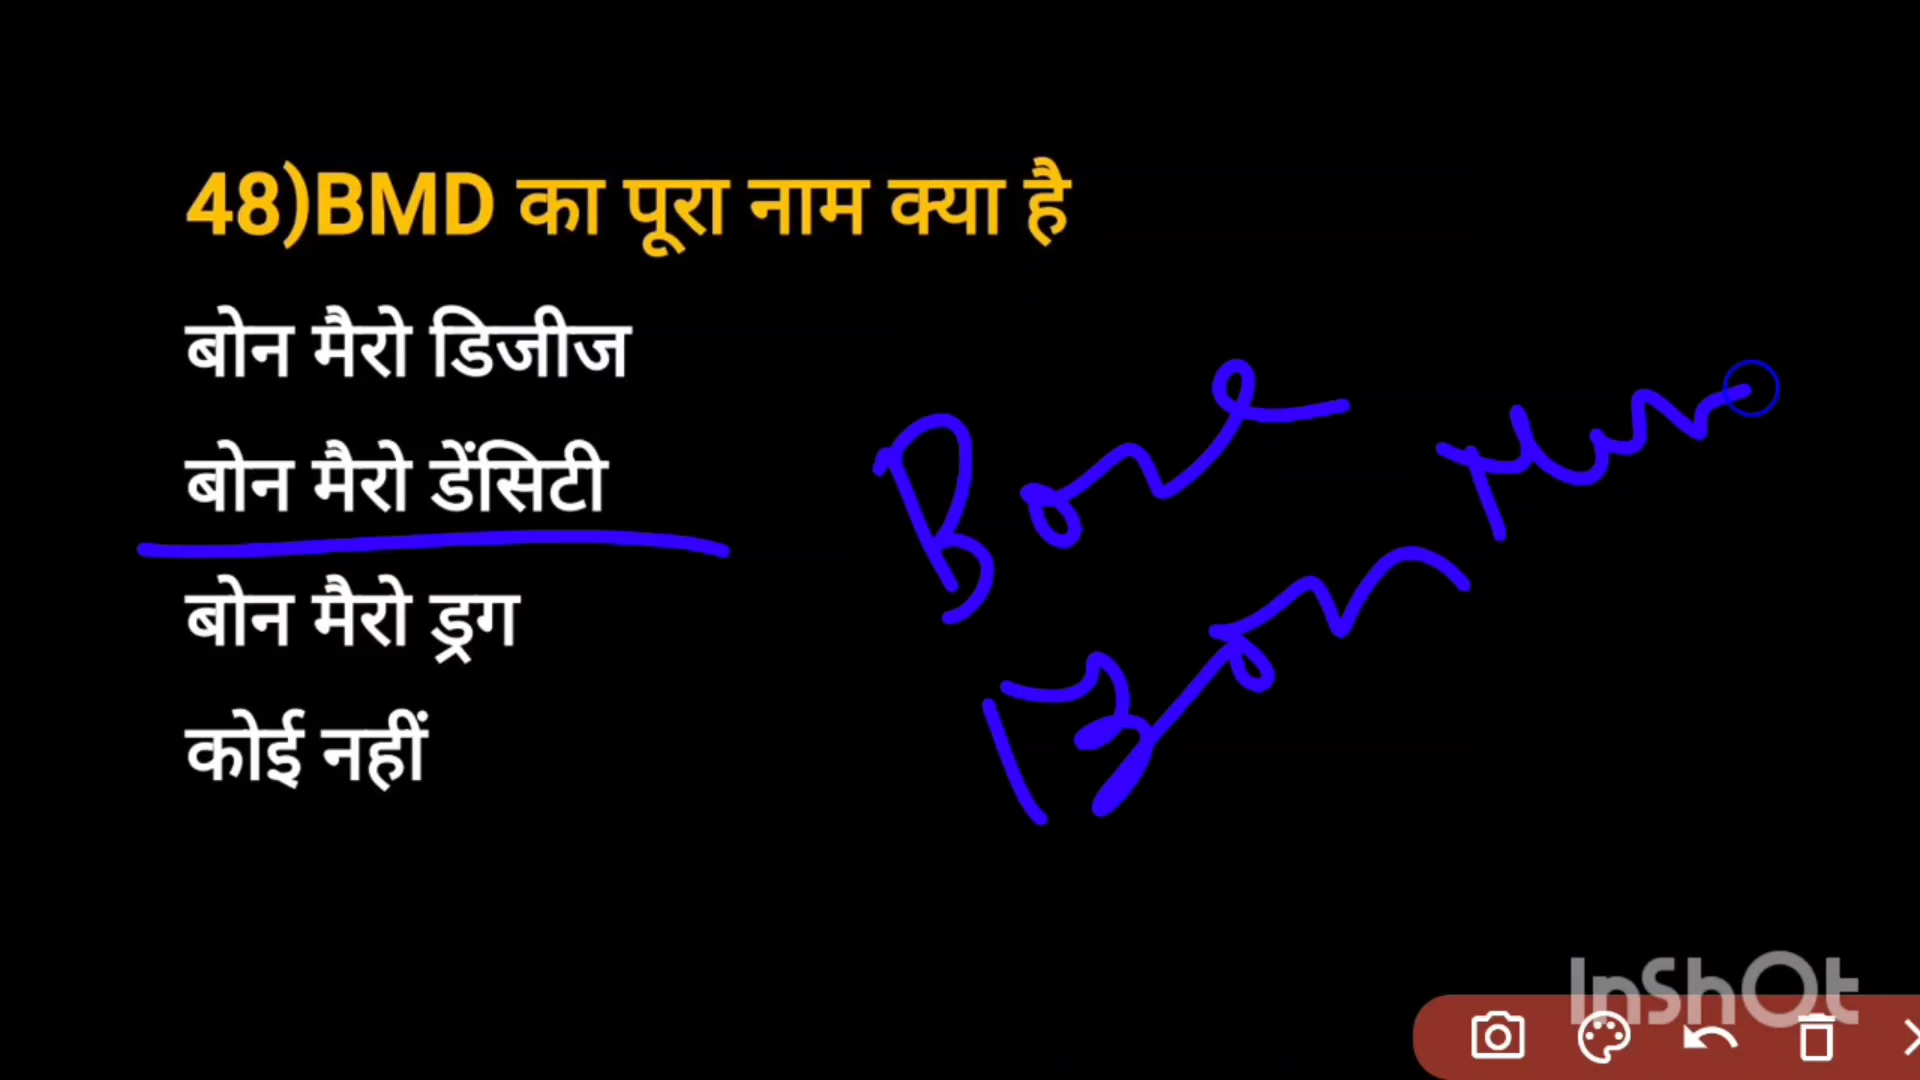 48)BMD का पूरा नाम क्या है
बोन मैरो डिजीज
बोन मैरो डेंसिटी
बोन मैरो ड्रग
कोई नहीं
Bone
InShOt